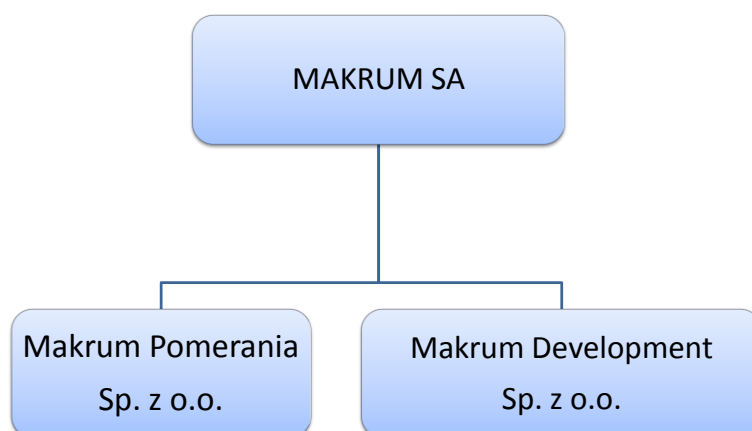 MAKRUM SA
Makrum Pomerania
Sp. z o.o.
Makrum Development
Sp. z o.o.